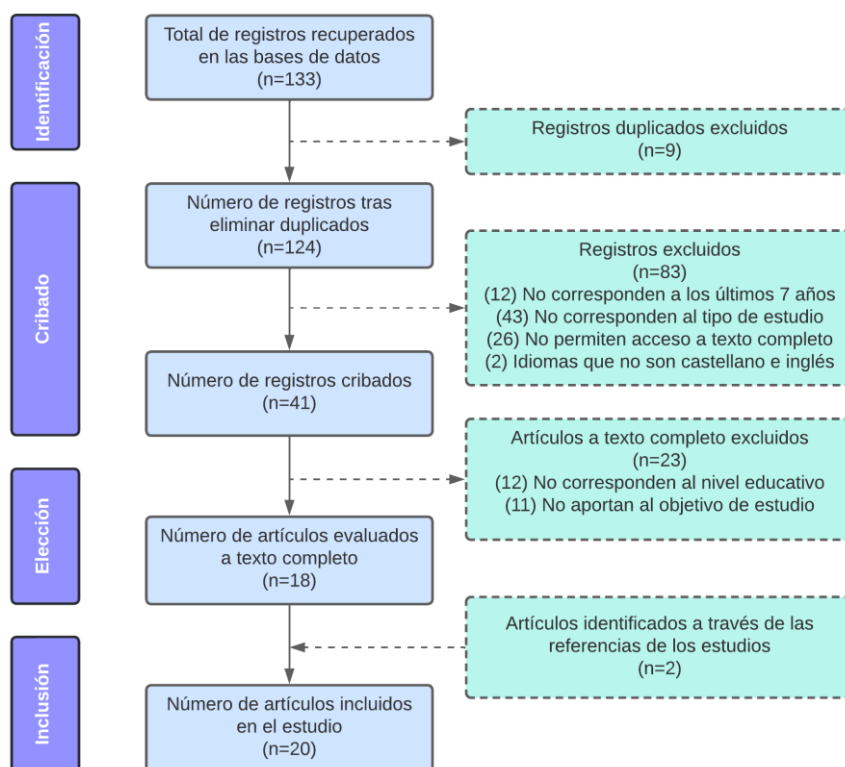 Identificación
Total de registros recuperados
en las bases de datos
(n=133)
Registros duplicados excluidos
(n=9)
Cribado
Número de registros tras
eliminar duplicados
(n=124)
Registros excluidos
(n=83)
(12) No corresponden a los últimos 7 años
(43) No corresponden al tipo de estudio
(26) No permiten acceso a texto completo
(2) Idiomas que no son castellano e inglés
Número de registros cribados
(n=41)
Artículos a texto completo excluidos
(n=23)
(12) No corresponden al nivel educativo
(11) No aportan al objetivo de estudio
Elección
Número de artículos evaluados
a texto completo
(n=18)
Artículos identificados a través de las
referencias de los estudios
(n=2)
Inclusión
Número de artículos incluidos
en el estudio
(n=20)